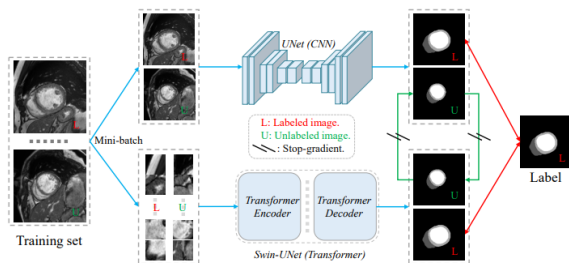 UNet (CNN)
L
U
L
U
L
U
L: Labeled image.
U: Unlabeled image.
: Stop-gradient.
Mini-batch
L
Label
L
U
Transformer
Encoder
Transformer
Decoder
U
L
Training set
Swin-UNet (Transformer)